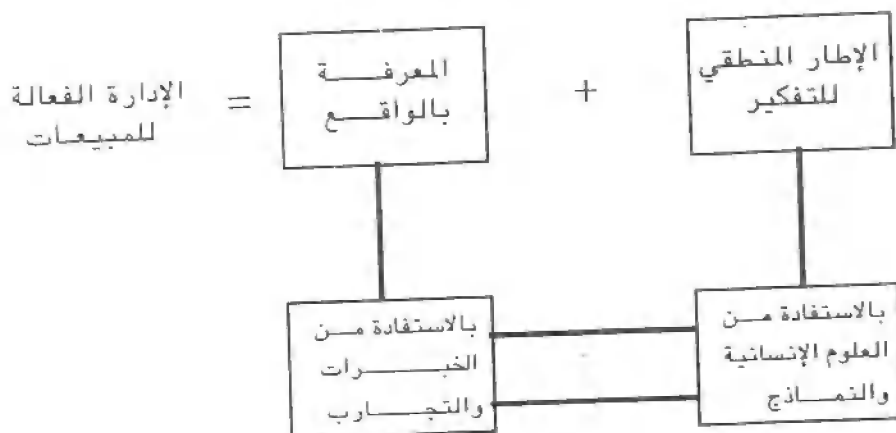 الإطار المنطقي
للتفكير
+
المعرفة
بالواقع
=
الإدارة الفعالة
للمبيعات
بالاستفادة من
العلوم الإنسانية
والنماذج
بالاستفادة من
الخبرات
والتجارب